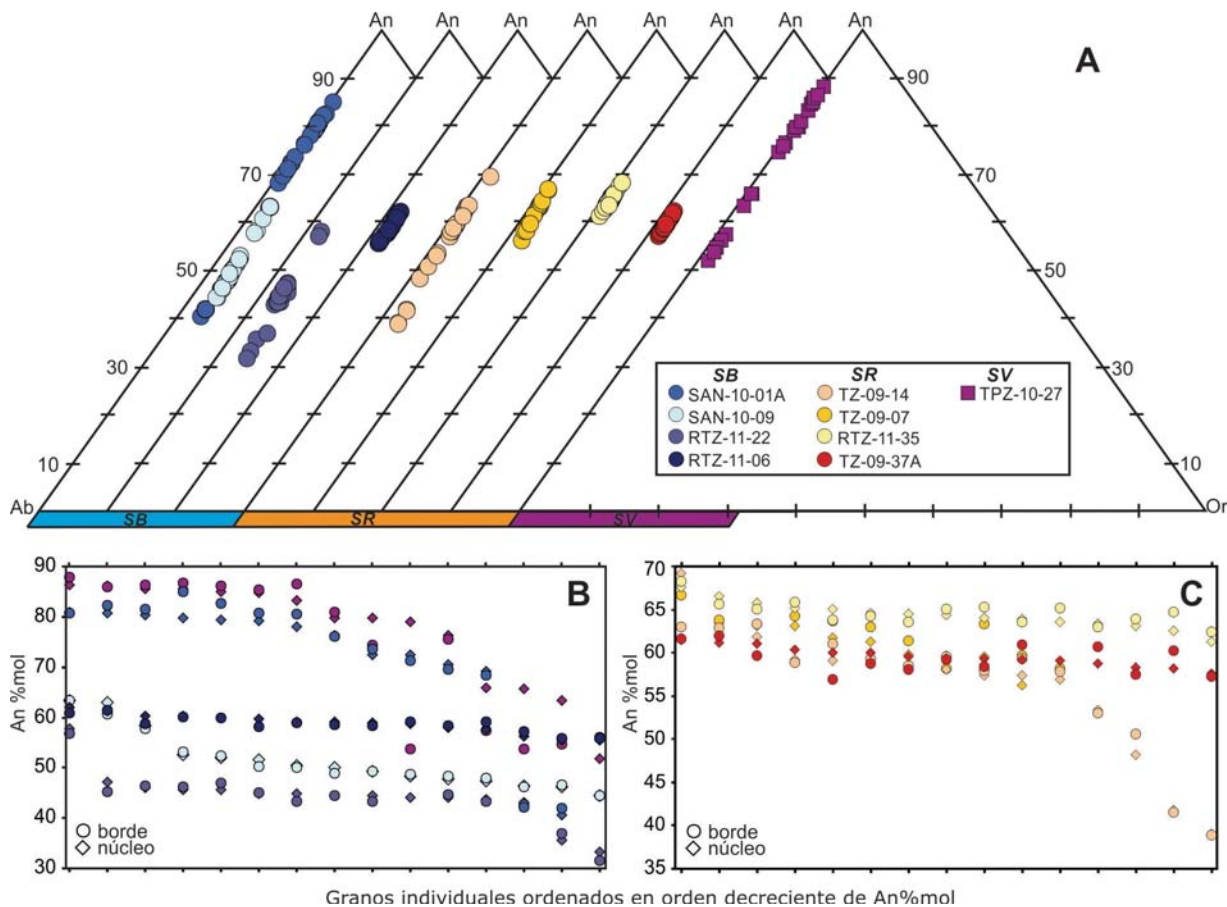 An An An An An An An An
A
90 90
70 70
50 50
30 30
10 10
SB SR SV
SAN-10-01A TZ-09-14 TPZ-10-27
SAN-10-09 TZ-09-07
RTZ-11-22 RTZ-11-35
RTZ-11-06 TZ-09-37A
Ab Or
SB SR SV
B
An %mol
90
80
70
60
50
40
30
borde
núcleo
C
An %mol
70
65
60
55
50
45
40
35
borde
núcleo
Granos individuales ordenados en orden decreciente de An%mol